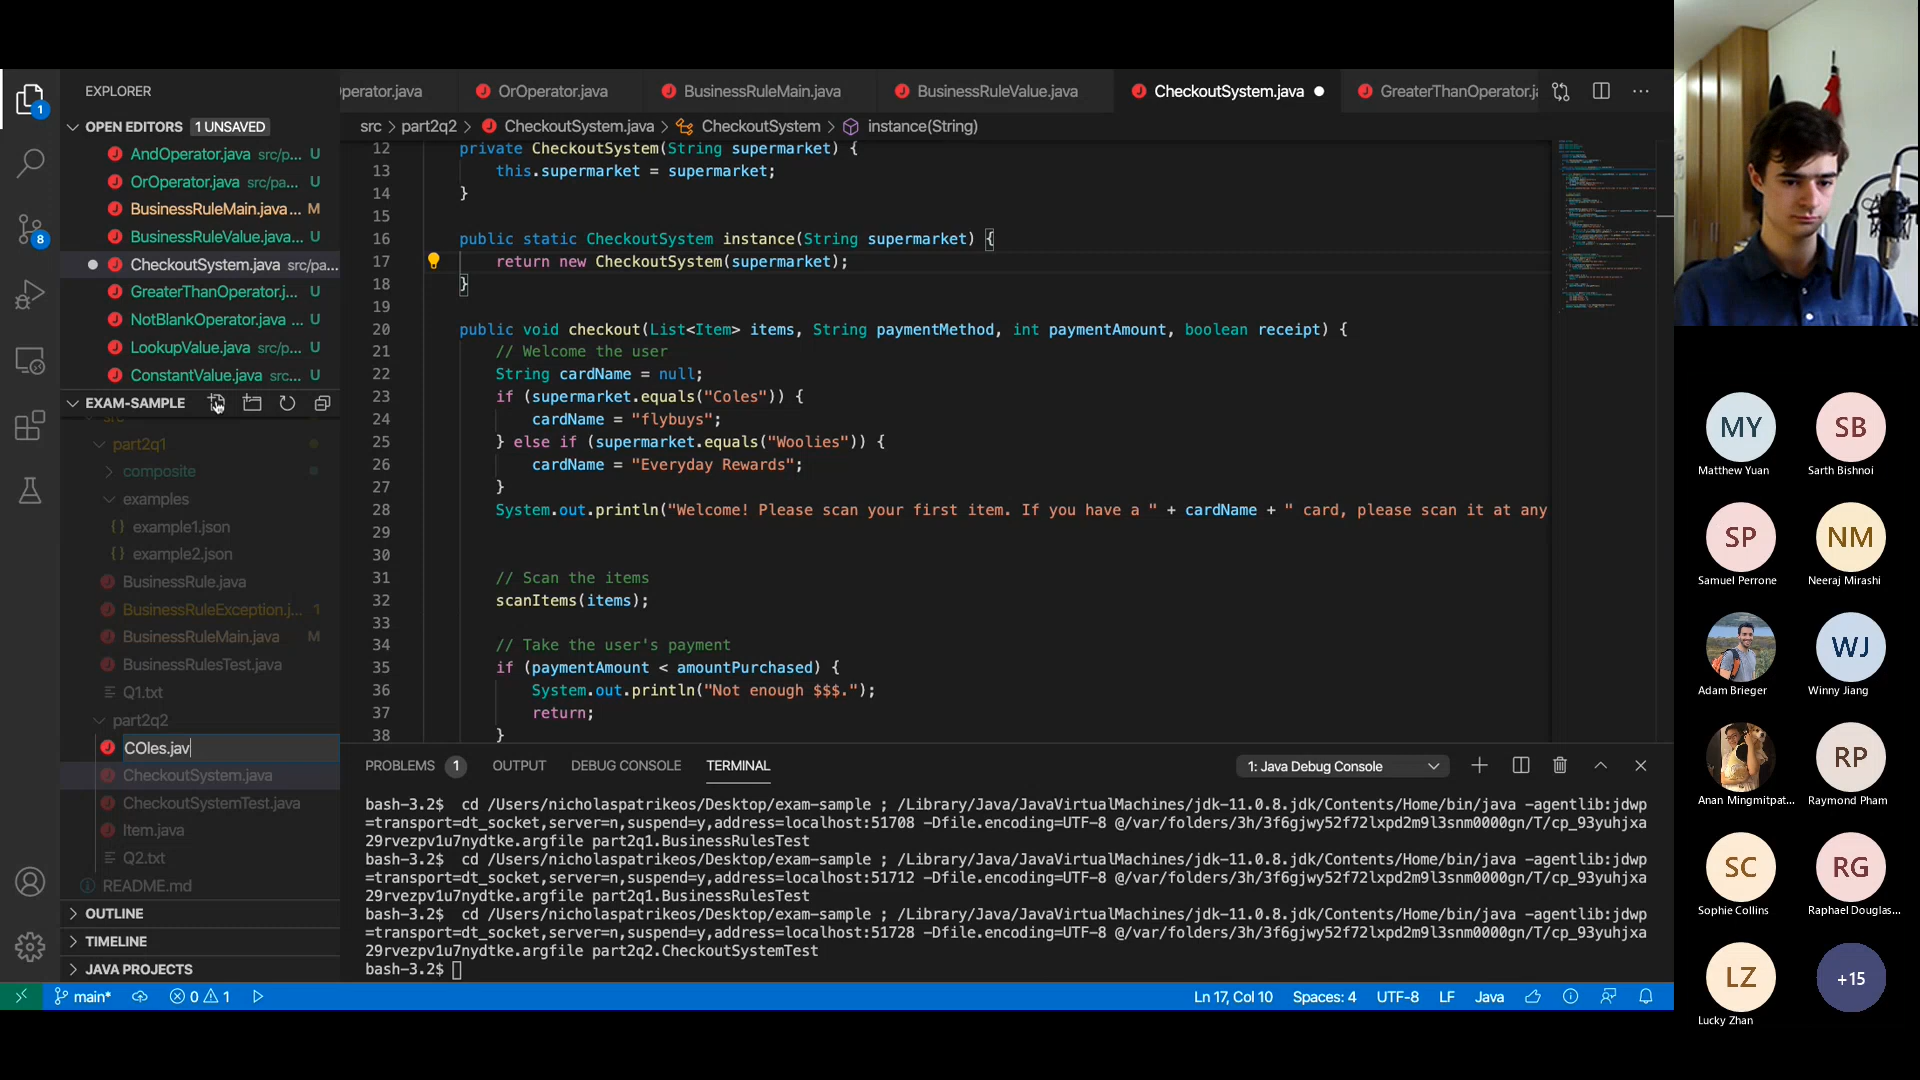 EXPLORER
OPEN EDITORS 1 UNSAVED
AndOperator.java src/p... U
OrOperator.java src/pa... U
BusinessRuleMain.java... M
BusinessRuleValue.java... U
CheckoutSystem.java src/pa...
GreaterThanOperator.j... U
NotBlankOperator.java ... U
LookupValue.java src/p... U
ConstantValue.java src... U
EXAM-SAMPLE
src
part2q1
composite
examples
{} example1.json
{} example2.json
BusinessRule.java
BusinessRuleException.j... 1
BusinessRuleMain.java M
BusinessRulesTest.java
Q1.txt
part2q2
COles.jav
CheckoutSystem.java
CheckoutSystemTest.java
Item.java
Q2.txt
README.md
OUTLINE
TIMELINE
JAVA PROJECTS
1
8
perator.java OrOperator.java BusinessRuleMain.java BusinessRuleValue.java CheckoutSystem.java GreaterThanOperator.ja
src > part2q2 > CheckoutSystem.java > CheckoutSystem > instance(String)
12 private CheckoutSystem(String supermarket) {
13 this.supermarket = supermarket;
14 }
15
16 public static CheckoutSystem instance(String supermarket) {
17 return new CheckoutSystem(supermarket);
18 }
19
20 public void checkout(List<Item> items, String paymentMethod, int paymentAmount, boolean receipt) {
21 // Welcome the user
22 String cardName = null;
23 if (supermarket.equals("Coles")) {
24 cardName = "flybuys";
25 } else if (supermarket.equals("Woolies")) {
26 cardName = "Everyday Rewards";
27 }
28 System.out.println("Welcome! Please scan your first item. If you have a " + cardName + " card, please scan it at any
29
30
31 // Scan the items
32 scanItems(items);
33
34 // Take the user's payment
35 if (paymentAmount < amountPurchased) {
36 System.out.println("Not enough $$$.");
37 return;
38 }
PROBLEMS 1 OUTPUT DEBUG CONSOLE TERMINAL 1: Java Debug Console
bash-3.2$ cd /Users/nicholaspatrikeos/Desktop/exam-sample ; /Library/Java/JavaVirtualMachines/jdk-11.0.8.jdk/Contents/Home/bin/java -agentlib:jdwp
=transport=dt_socket,server=n,suspend=y,address=localhost:51708 -Dfile.encoding=UTF-8 @/var/folders/3h/3f6gjwy52f72lxpd2m9l3snm0000gn/T/cp_93yuhjxa
29rvezpv1u7nydtke.argfile part2q1.BusinessRulesTest
bash-3.2$ cd /Users/nicholaspatrikeos/Desktop/exam-sample ; /Library/Java/JavaVirtualMachines/jdk-11.0.8.jdk/Contents/Home/bin/java -agentlib:jdwp
=transport=dt_socket,server=n,suspend=y,address=localhost:51712 -Dfile.encoding=UTF-8 @/var/folders/3h/3f6gjwy52f72lxpd2m9l3snm0000gn/T/cp_93yuhjxa
29rvezpv1u7nydtke.argfile part2q1.BusinessRulesTest
bash-3.2$ cd /Users/nicholaspatrikeos/Desktop/exam-sample ; /Library/Java/JavaVirtualMachines/jdk-11.0.8.jdk/Contents/Home/bin/java -agentlib:jdwp
=transport=dt_socket,server=n,suspend=y,address=localhost:51728 -Dfile.encoding=UTF-8 @/var/folders/3h/3f6gjwy52f72lxpd2m9l3snm0000gn/T/cp_93yuhjxa
29rvezpv1u7nydtke.argfile part2q2.CheckoutSystemTest
bash-3.2$
main* 0 1 Ln 17, Col 10 Spaces: 4 UTF-8 LF Java
MY SB
Matthew Yuan Sarth Bishnoi
SP NM
Samuel Perrone Neeraj Mirashi
WJ
Adam Brieger Winny Jiang
RP
Anan Mingmitpat... Raymond Pham
SC RG
Sophie Collins Raphael Douglas...
LZ +15
Lucky Zhan